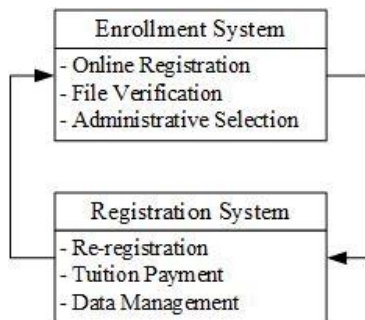 Enrollment System
- Online Registration
- File Verification
- Administrative Selection
Registration System
- Re-registration
- Tuition Payment
- Data Management